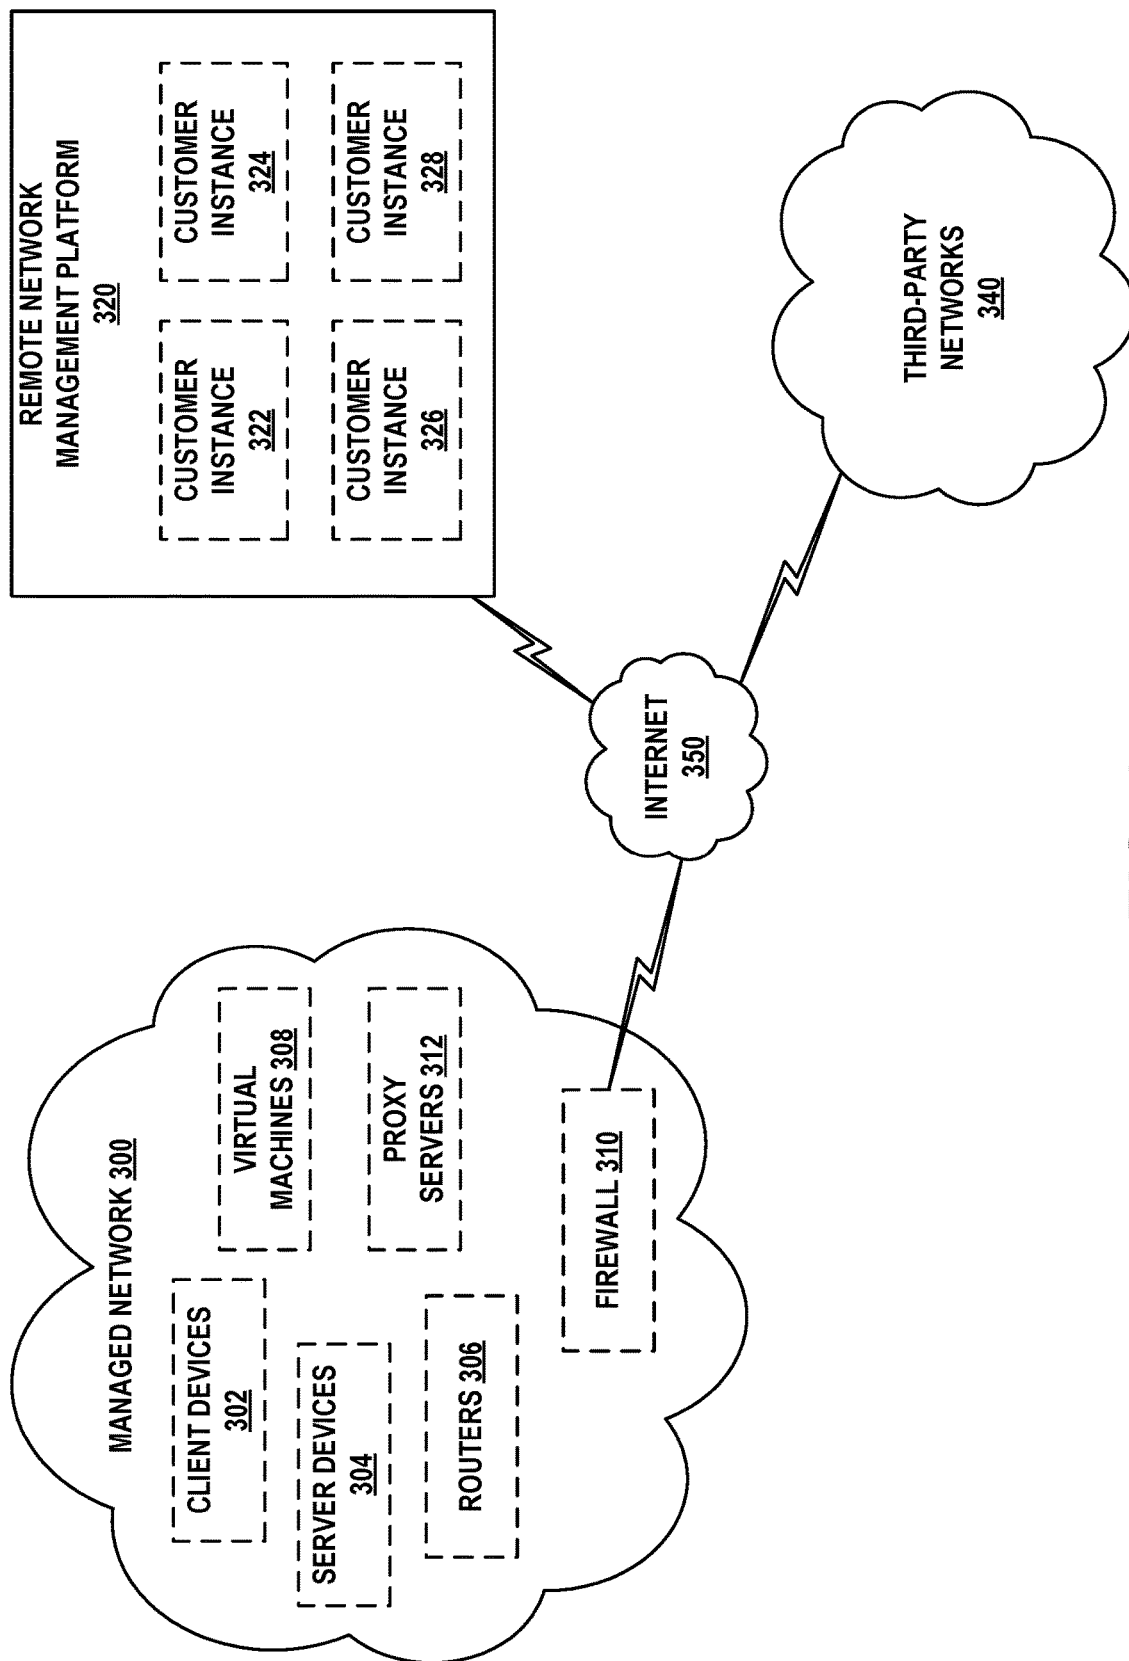 MANAGED NETWORK 300
CLIENT DEVICES
302
VIRTUAL
MACHINES 308
SERVER DEVICES
304
PROXY
SERVERS 312
ROUTERS 306
FIREWALL 310
REMOTE NETWORK
MANAGEMENT PLATFORM
320
CUSTOMER
INSTANCE
322
CUSTOMER
INSTANCE
324
CUSTOMER
INSTANCE
326
CUSTOMER
INSTANCE
328
INTERNET
350
THIRD-PARTY
NETWORKS
340